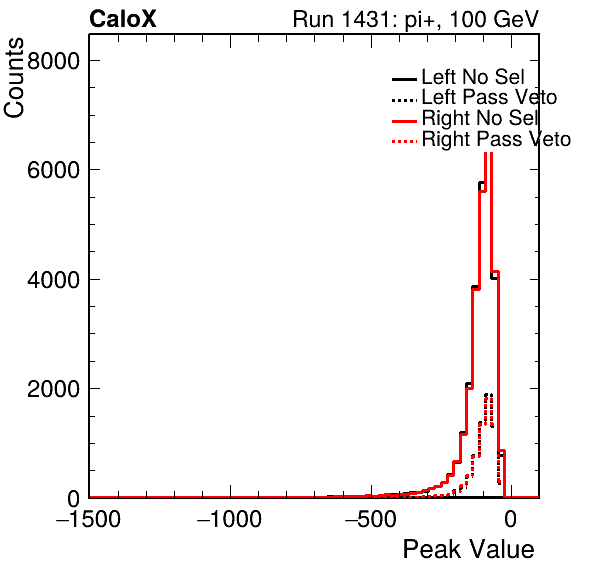 CaloX Run 1431: pi+, 100 GeV
Counts
8000
6000
4000
2000
0
Left No Sel
Left Pass Veto
Right No Sel
Right Pass Veto
−1500 −1000 −500 0
Peak Value